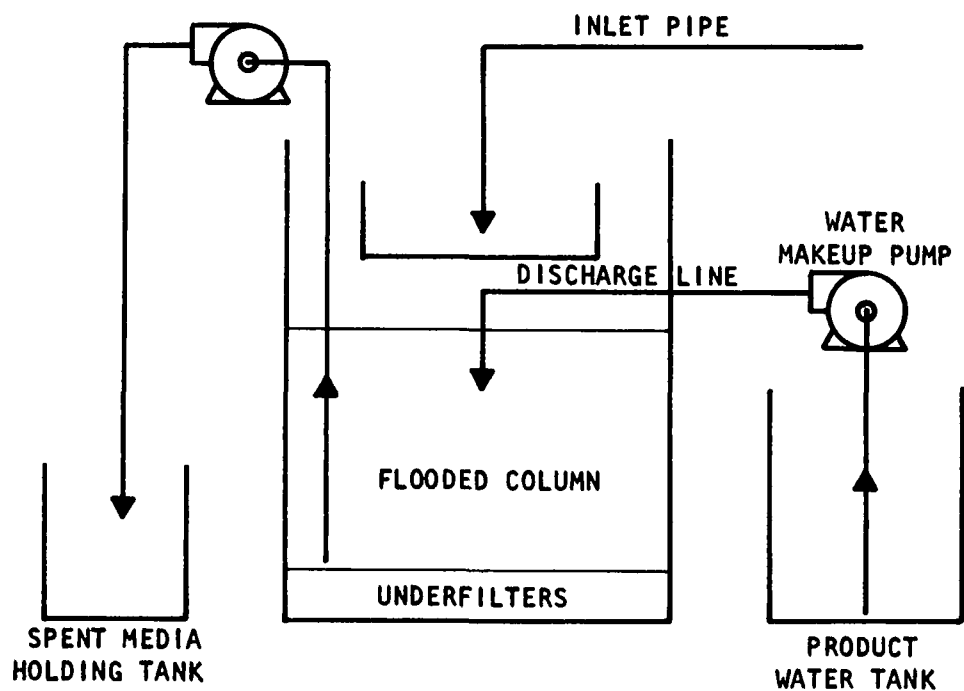 INLET PIPE
WATER
MAKEUP PUMP
DISCHARGE LINE
FLOODED COLUMN
UNDERFILTERS
SPENT MEDIA
HOLDING TANK
PRODUCT
WATER TANK